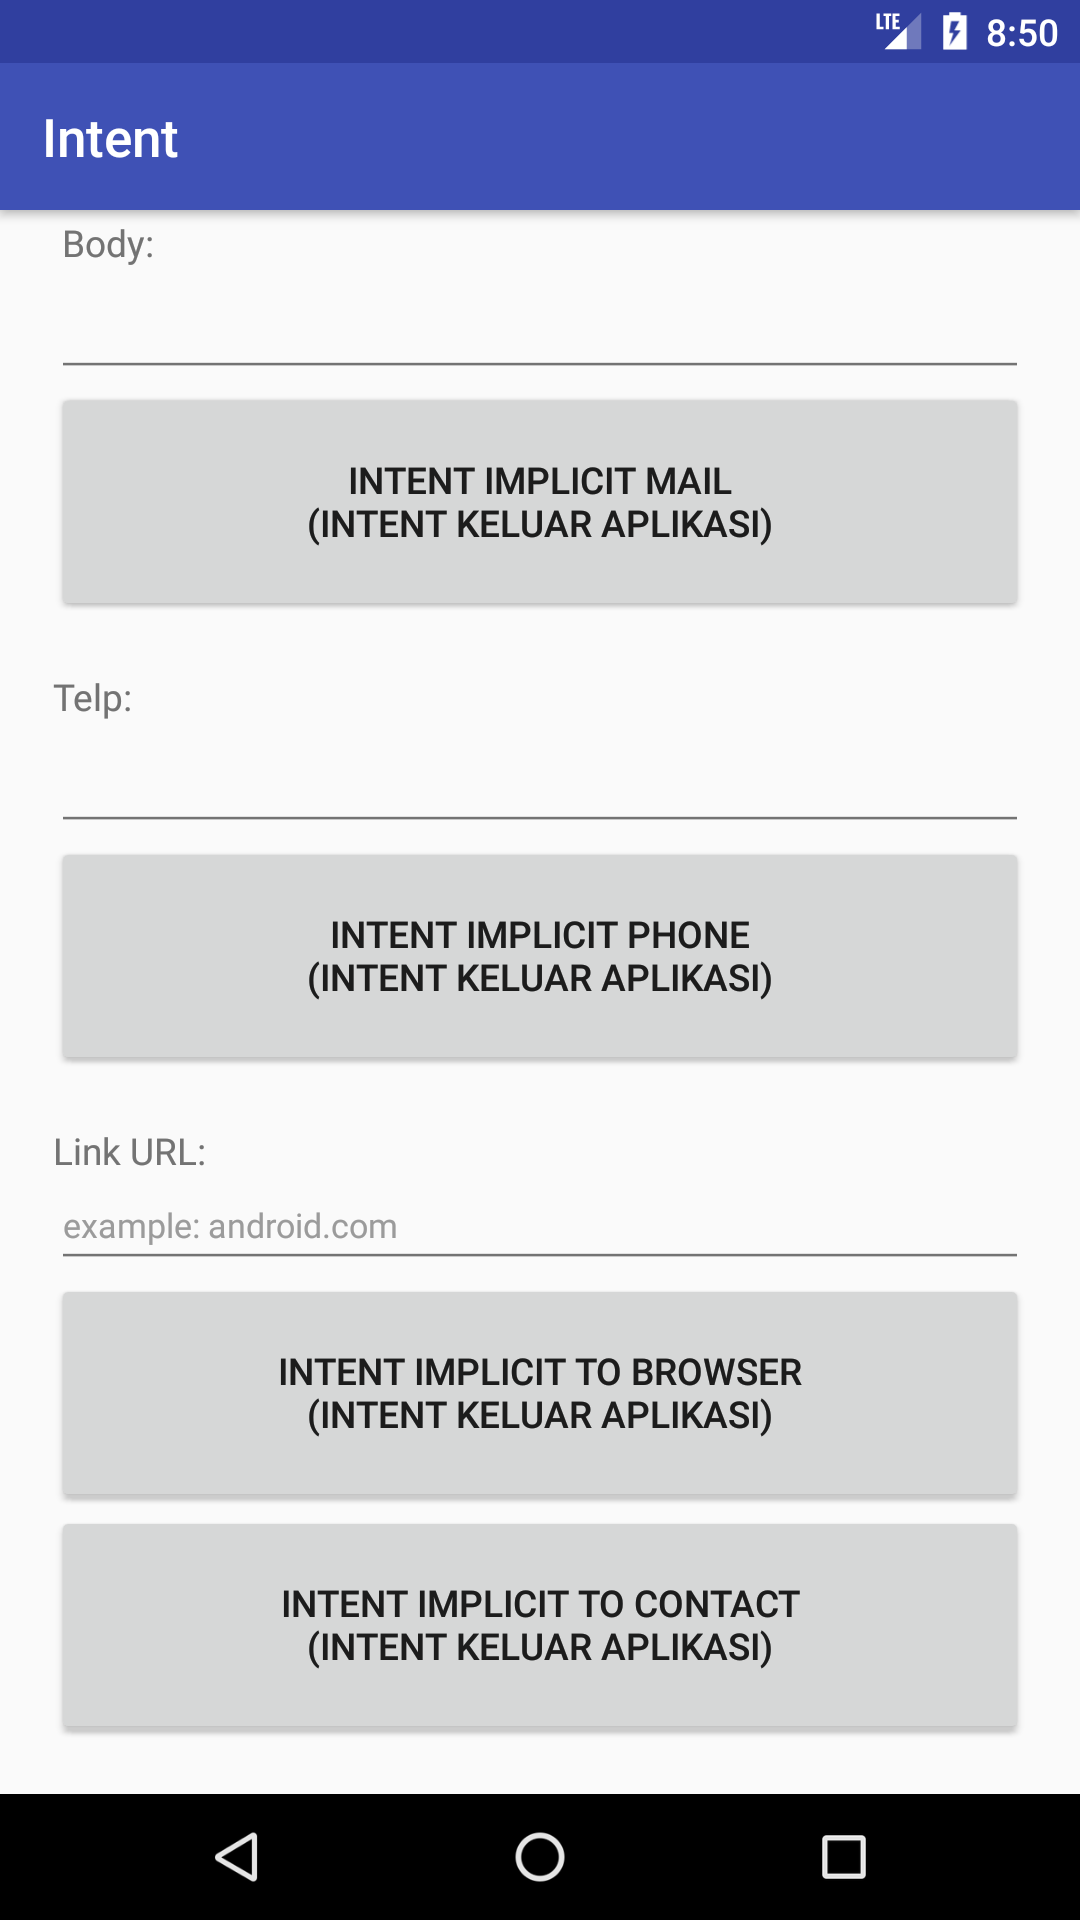 LTE 8:50
Intent
Body:
INTENT IMPLICIT MAIL
(INTENT KELUAR APLIKASI)
Telp:
INTENT IMPLICIT PHONE
(INTENT KELUAR APLIKASI)
Link URL:
example: android.com
INTENT IMPLICIT TO BROWSER
(INTENT KELUAR APLIKASI)
INTENT IMPLICIT TO CONTACT
(INTENT KELUAR APLIKASI)